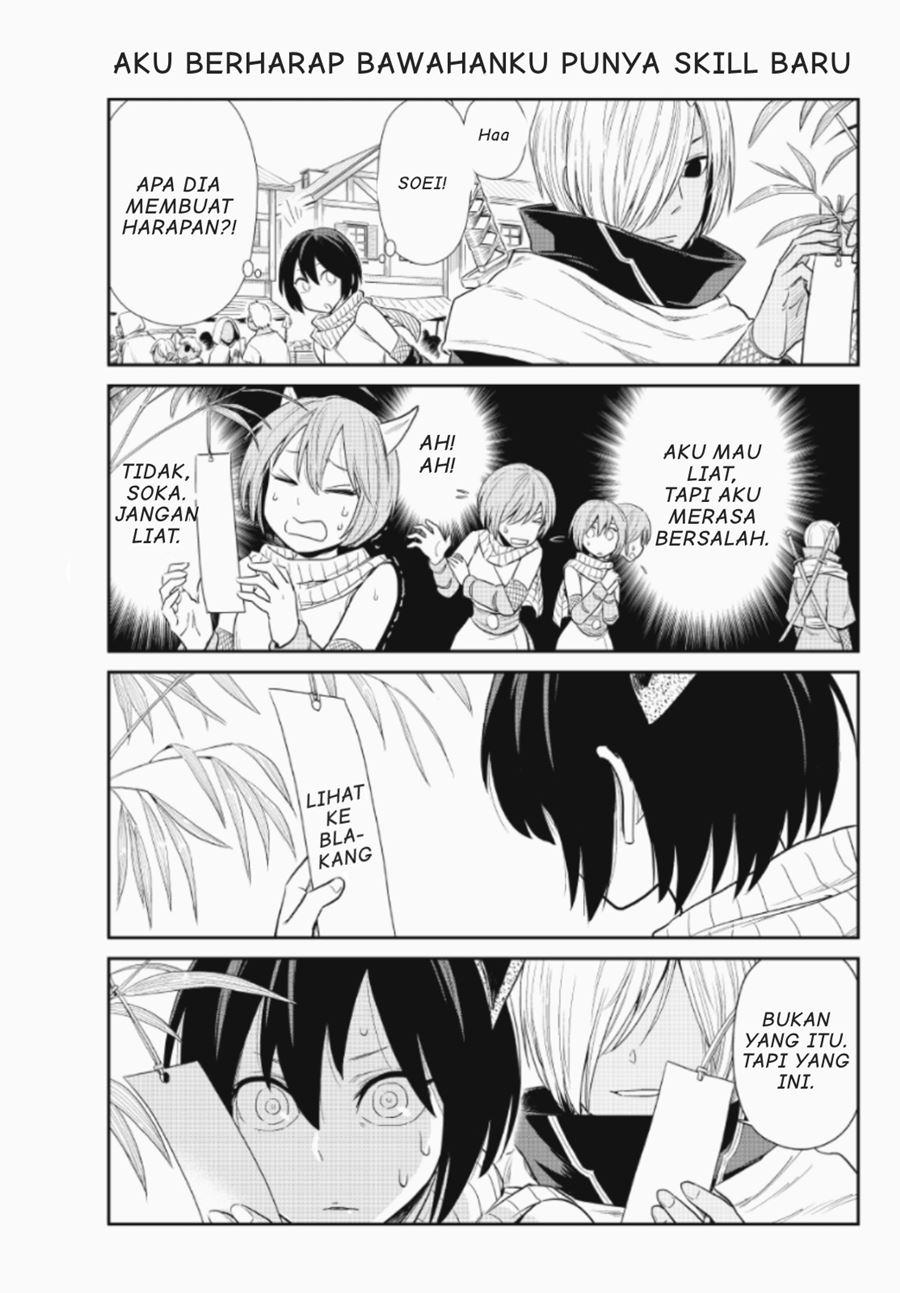 AKU BERHARAP BAWAHANKU PUNYA SKILL BARU
Haa
SOEI!
APA DIA
MEMBUAT
HARAPAN?!
AKU MAU
LIAT,
TAPI AKU
MERASA
BERSALAH.
AH!
AH!
TIDAK,
SOKA.
JANGAN
LIAT.
LIHAT
KE
BLA-
KANG
BUKAN
YANG ITU.
TAPI YANG
INI.